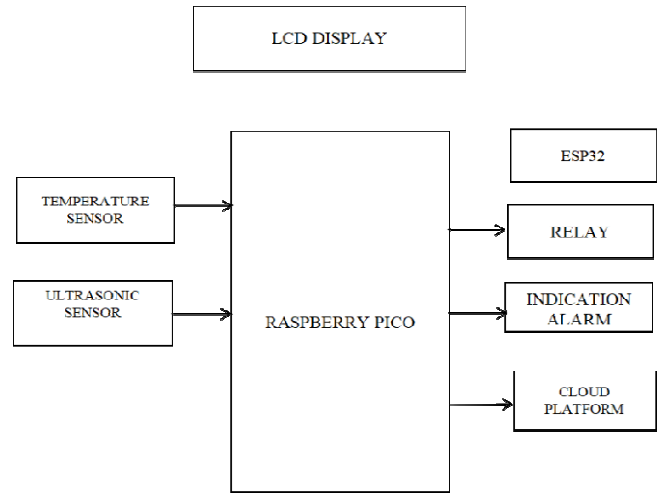 LCD DISPLAY
ESP32
TEMPERATURE
SENSOR
RELAY
ULTRASONIC
SENSOR
RASPBERRY PICO
INDICATION
ALARM
CLOUD
PLATFORM